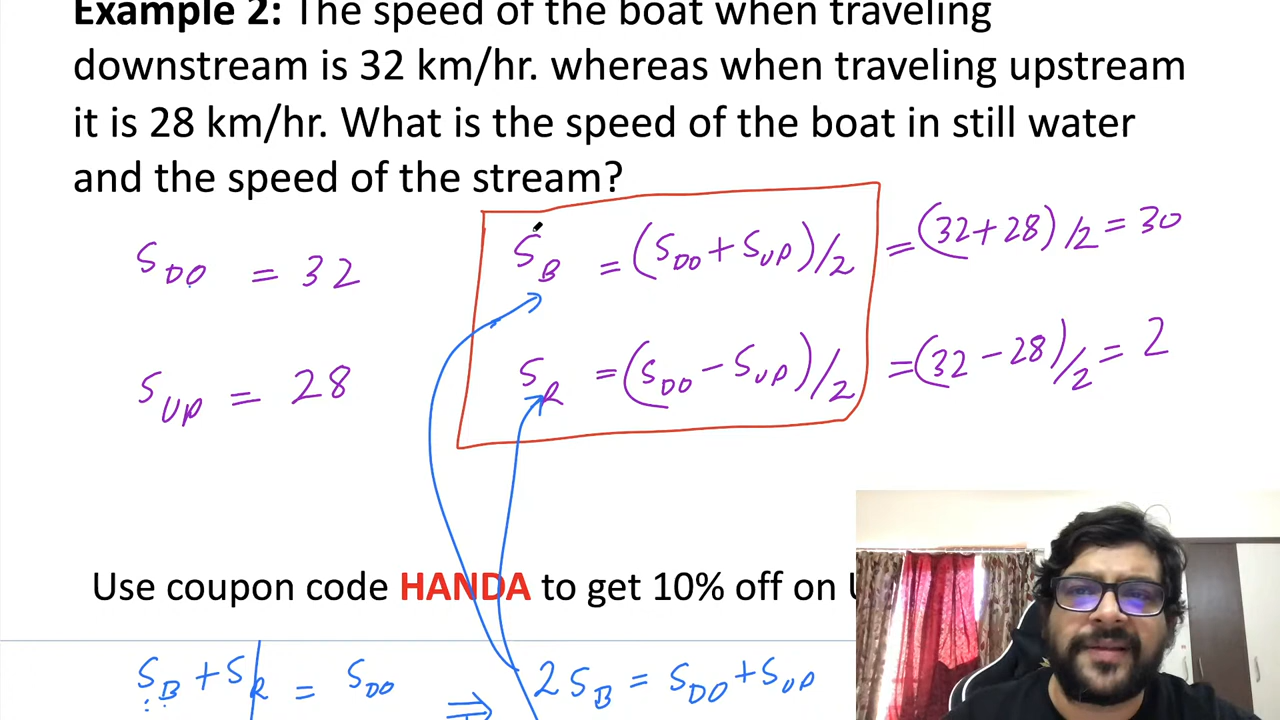 Example 2: The speed of the boat when traveling
downstream is 32 km/hr. whereas when traveling upstream
it is 28 km/hr. What is the speed of the boat in still water
and the speed of the stream?
S_DO = 32
S_B = (S_DO + S_UP)/2 = (32+28)/2 = 30
S_UP = 28
S_R = (S_DO - S_UP)/2 = (32-28)/2 = 2
Use coupon code HANDA to get 10% off on
S_B + S_R = S_DO ⇒ 2S_B = S_DO + S_UP